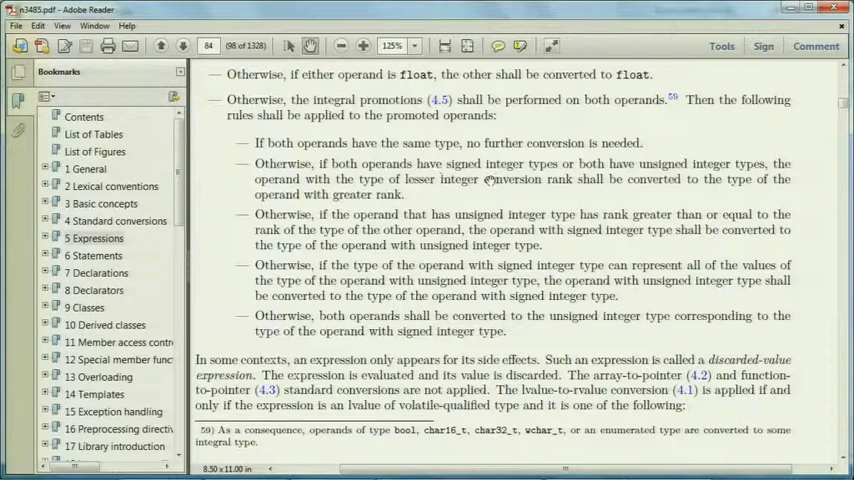 n3485.pdf - Adobe Reader
File Edit View Window Help
84 (98 of 1328) 125% Tools Sign Comment
Bookmarks
Contents
List of Tables
List of Figures
1 General
2 Lexical conventions
3 Basic concepts
4 Standard conversions
5 Expressions
6 Statements
7 Declarations
8 Declarators
9 Classes
10 Derived classes
11 Member access contr
12 Special member func
13 Overloading
14 Templates
15 Exception handling
16 Preprocessing directiv
17 Library introduction
— Otherwise, if either operand is float, the other shall be converted to float.
— Otherwise, the integral promotions (4.5) shall be performed on both operands.59 Then the following
rules shall be applied to the promoted operands:
— If both operands have the same type, no further conversion is needed.
— Otherwise, if both operands have signed integer types or both have unsigned integer types, the
operand with the type of lesser integer conversion rank shall be converted to the type of the
operand with greater rank.
— Otherwise, if the operand that has unsigned integer type has rank greater than or equal to the
rank of the type of the other operand, the operand with signed integer type shall be converted to
the type of the operand with unsigned integer type.
— Otherwise, if the type of the operand with signed integer type can represent all of the values of
the type of the operand with unsigned integer type, the operand with unsigned integer type shall
be converted to the type of the operand with signed integer type.
— Otherwise, both operands shall be converted to the unsigned integer type corresponding to the
type of the operand with signed integer type.
In some contexts, an expression only appears for its side effects. Such an expression is called a discarded-value
expression. The expression is evaluated and its value is discarded. The array-to-pointer (4.2) and function-
to-pointer (4.3) standard conversions are not applied. The lvalue-to-rvalue conversion (4.1) is applied if and
only if the expression is an lvalue of volatile-qualified type and it is one of the following:
59) As a consequence, operands of type bool, char16_t, char32_t, wchar_t, or an enumerated type are converted to some
integral type.
8.50 x 11.00 in